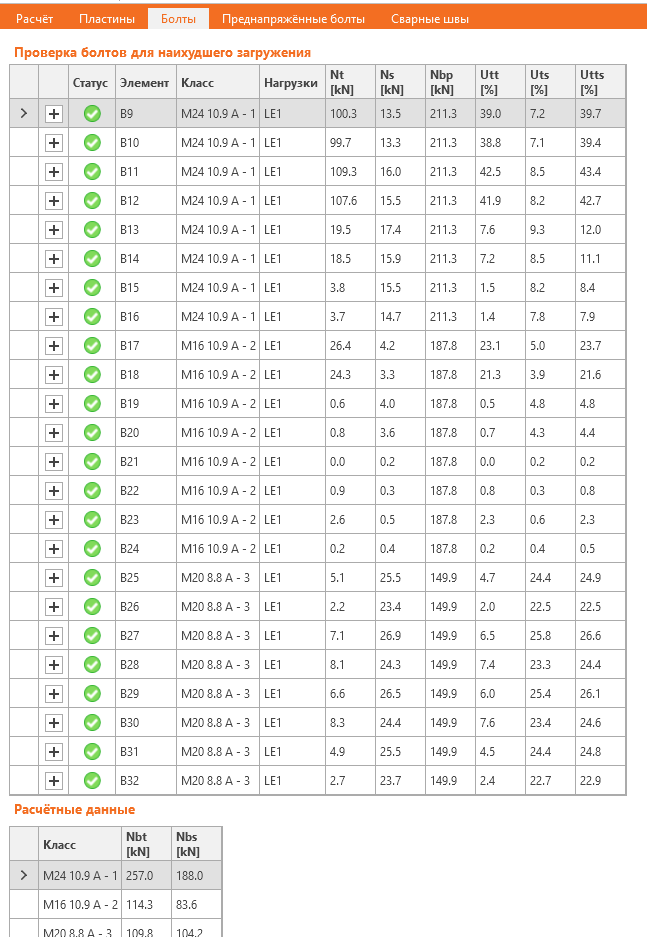 Расчёт Пластины Болты Преднапряжённые болты Сварные швы
Проверка болтов для наихудшего загружения
Статус Элемент Класс Нагрузки Nt [kN] Ns [kN] Nbp [kN] Utt [%] Uts [%] Utts [%]
B9 M24 10.9 A - 1 LE1 100.3 13.5 211.3 39.0 7.2 39.7
B10 M24 10.9 A - 1 LE1 99.7 13.3 211.3 38.8 7.1 39.4
B11 M24 10.9 A - 1 LE1 109.3 16.0 211.3 42.5 8.5 43.4
B12 M24 10.9 A - 1 LE1 107.6 15.5 211.3 41.9 8.2 42.7
B13 M24 10.9 A - 1 LE1 19.5 17.4 211.3 7.6 9.3 12.0
B14 M24 10.9 A - 1 LE1 18.5 15.9 211.3 7.2 8.5 11.1
B15 M24 10.9 A - 1 LE1 3.8 15.5 211.3 1.5 8.2 8.4
B16 M24 10.9 A - 1 LE1 3.7 14.7 211.3 1.4 7.8 7.9
B17 M16 10.9 A - 2 LE1 26.4 4.2 187.8 23.1 5.0 23.7
B18 M16 10.9 A - 2 LE1 24.3 3.3 187.8 21.3 3.9 21.6
B19 M16 10.9 A - 2 LE1 0.6 4.0 187.8 0.5 4.8 4.8
B20 M16 10.9 A - 2 LE1 0.8 3.6 187.8 0.7 4.3 4.4
B21 M16 10.9 A - 2 LE1 0.0 0.2 187.8 0.0 0.2 0.2
B22 M16 10.9 A - 2 LE1 0.9 0.3 187.8 0.8 0.3 0.8
B23 M16 10.9 A - 2 LE1 2.6 0.5 187.8 2.3 0.6 2.3
B24 M16 10.9 A - 2 LE1 0.2 0.4 187.8 0.2 0.4 0.5
B25 M20 8.8 A - 3 LE1 5.1 25.5 149.9 4.7 24.4 24.9
B26 M20 8.8 A - 3 LE1 2.2 23.4 149.9 2.0 22.5 22.5
B27 M20 8.8 A - 3 LE1 7.1 26.9 149.9 6.5 25.8 26.6
B28 M20 8.8 A - 3 LE1 8.1 24.3 149.9 7.4 23.3 24.4
B29 M20 8.8 A - 3 LE1 6.6 26.5 149.9 6.0 25.4 26.1
B30 M20 8.8 A - 3 LE1 8.3 24.4 149.9 7.6 23.4 24.6
B31 M20 8.8 A - 3 LE1 4.9 25.5 149.9 4.5 24.4 24.8
B32 M20 8.8 A - 3 LE1 2.7 23.7 149.9 2.4 22.7 22.9
Расчётные данные
Класс Nbt [kN] Nbs [kN]
M24 10.9 A - 1 257.0 188.0
M16 10.9 A - 2 114.3 83.6
M20 8.8 A - 3 109.8 104.2